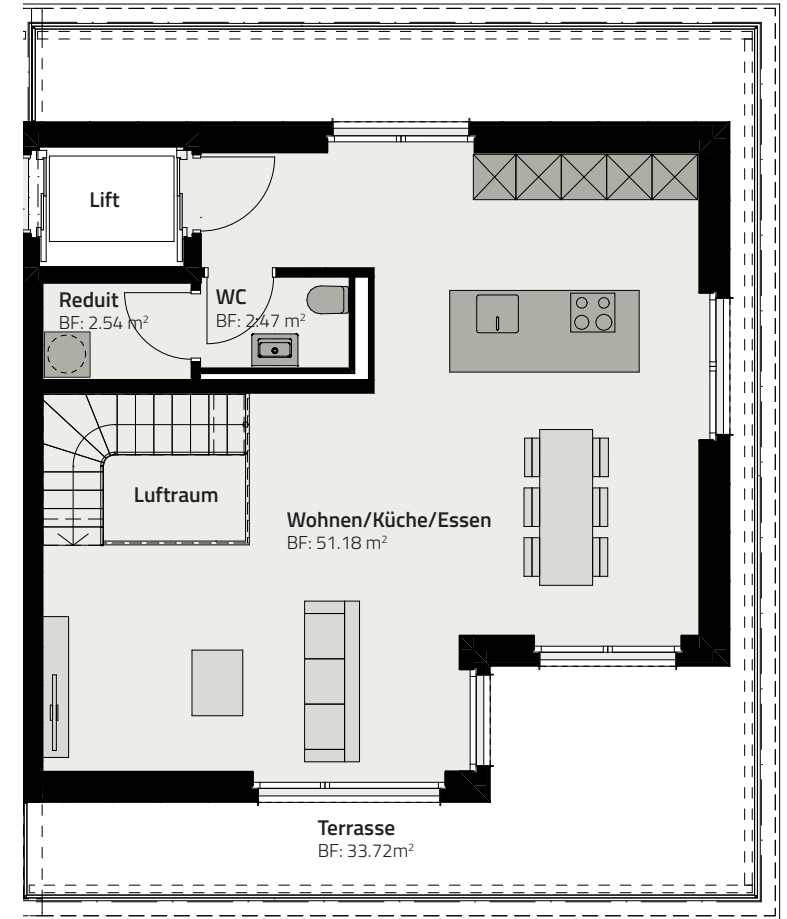 Lift
Reduit
BF: 2.54 m²
WC
BF: 2.47 m²
Luftraum
Wohnen/Küche/Essen
BF: 51.18 m²
Terrasse
BF: 33.72m²